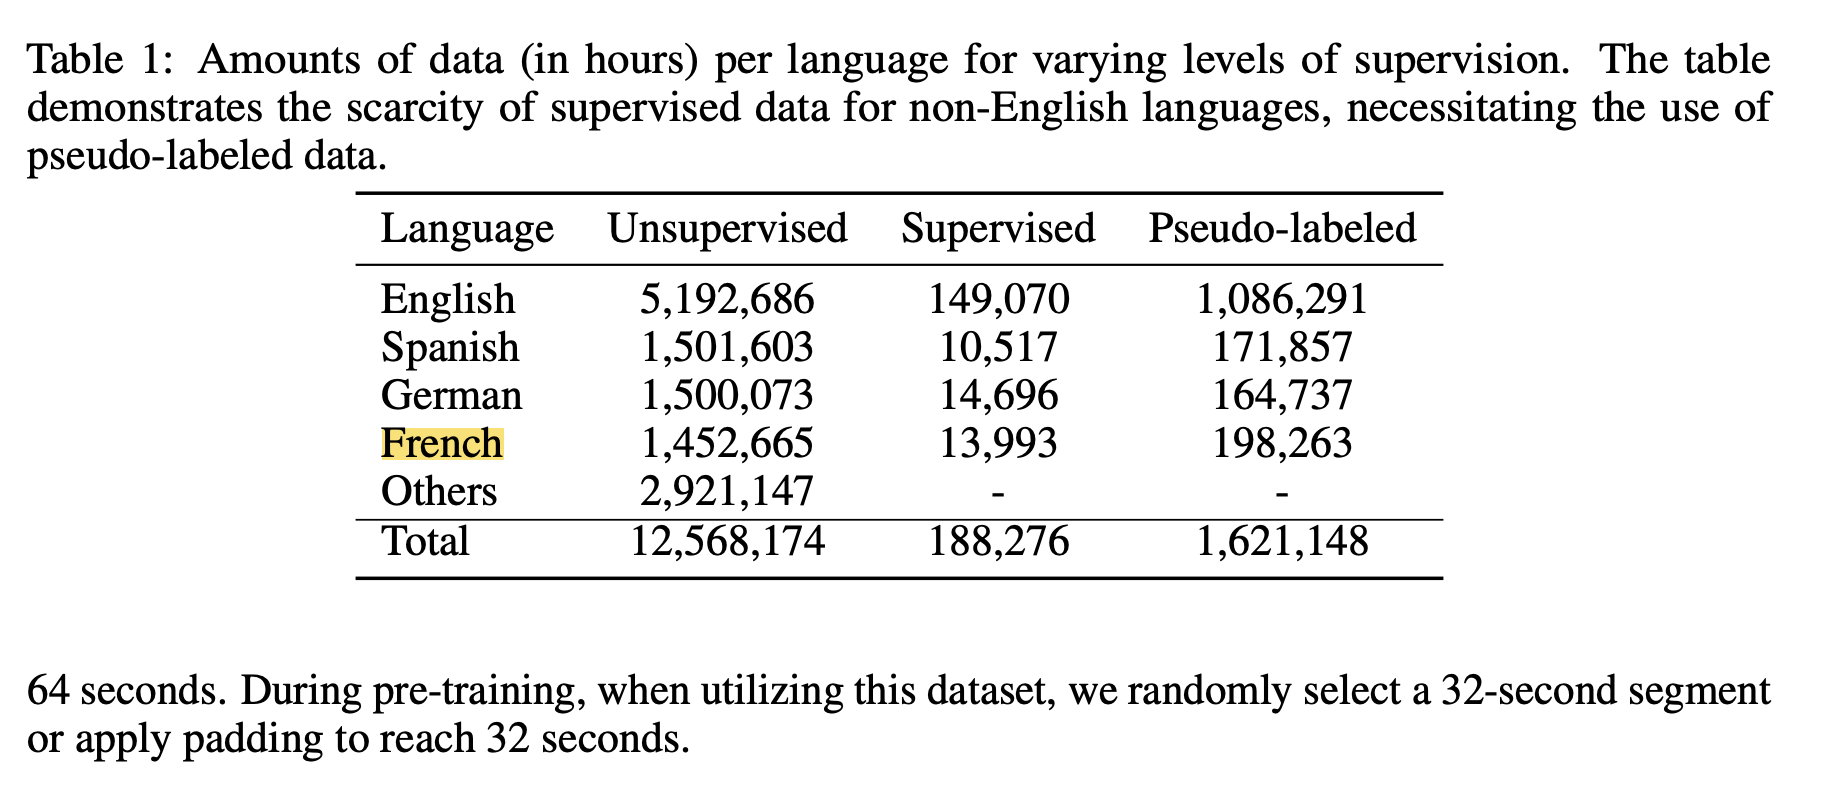 Table 1: Amounts of data (in hours) per language for varying levels of supervision. The table
demonstrates the scarcity of supervised data for non-English languages, necessitating the use of
pseudo-labeled data.
Language Unsupervised Supervised Pseudo-labeled
English 5,192,686 149,070 1,086,291
Spanish 1,501,603 10,517 171,857
German 1,500,073 14,696 164,737
French 1,452,665 13,993 198,263
Others 2,921,147 - -
Total 12,568,174 188,276 1,621,148
64 seconds. During pre-training, when utilizing this dataset, we randomly select a 32-second segment
or apply padding to reach 32 seconds.